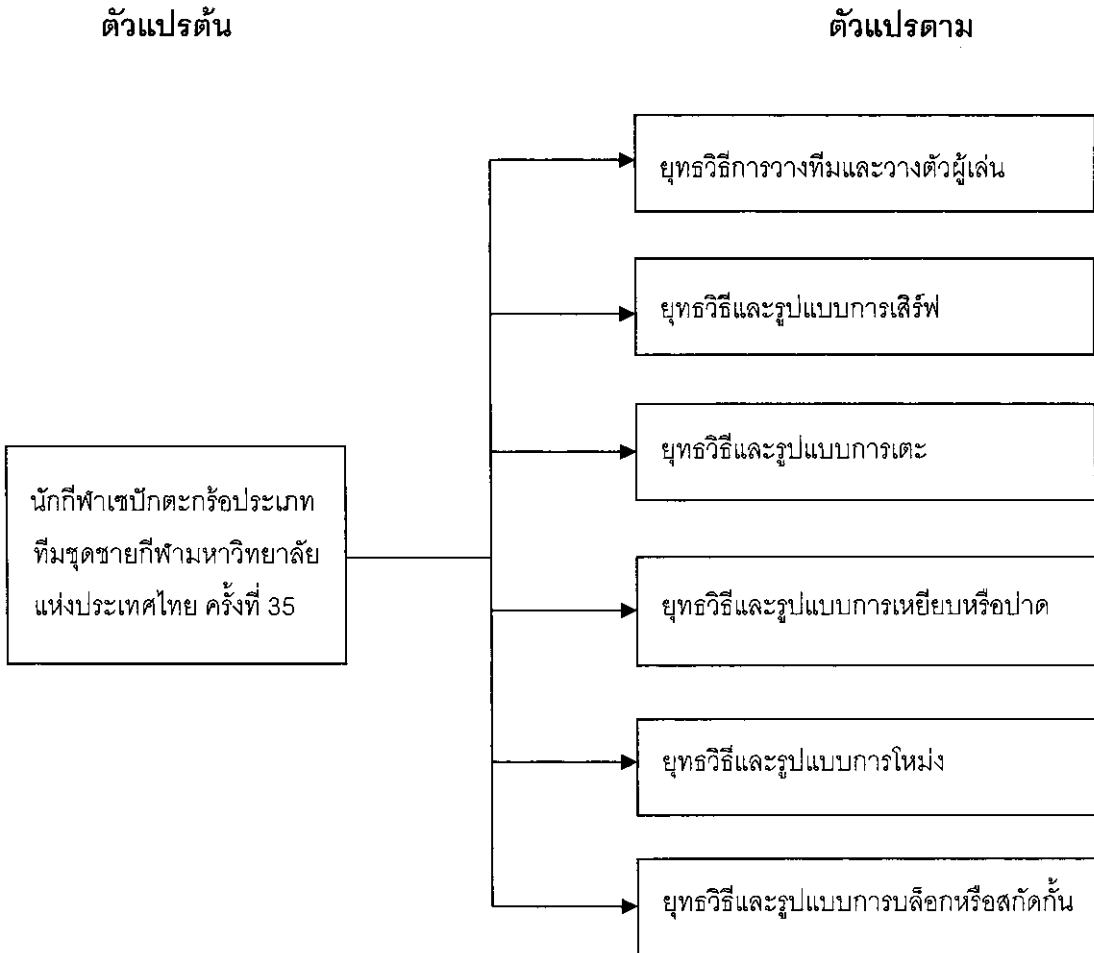 ตัวแปรต้น
ตัวแปรตาม
ยุทธวิธีการวางทีมและวางตัวผู้เล่น
ยุทธวิธีและรูปแบบการเสิร์ฟ
ยุทธวิธีและรูปแบบการเตะ
นักกีฬาเซปักตะกร้อประเภท
ทีมชุดชายกีฬามหาวิทยาลัย
แห่งประเทศไทย ครั้งที่ 35
ยุทธวิธีและรูปแบบการเหยียบหรือปาด
ยุทธวิธีและรูปแบบการโหม่ง
ยุทธวิธีและรูปแบบการบล็อกหรือสกัดกั้น